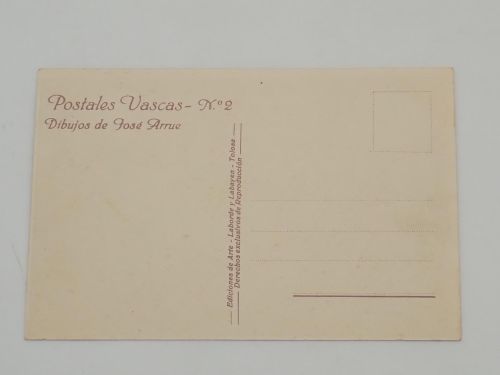 Postales Vascas - N.º 2
Dibujos de José Arrue
Ediciones de Arte - Laborde y Labayen - Tolosa
Derechos exclusivos de Reproducción